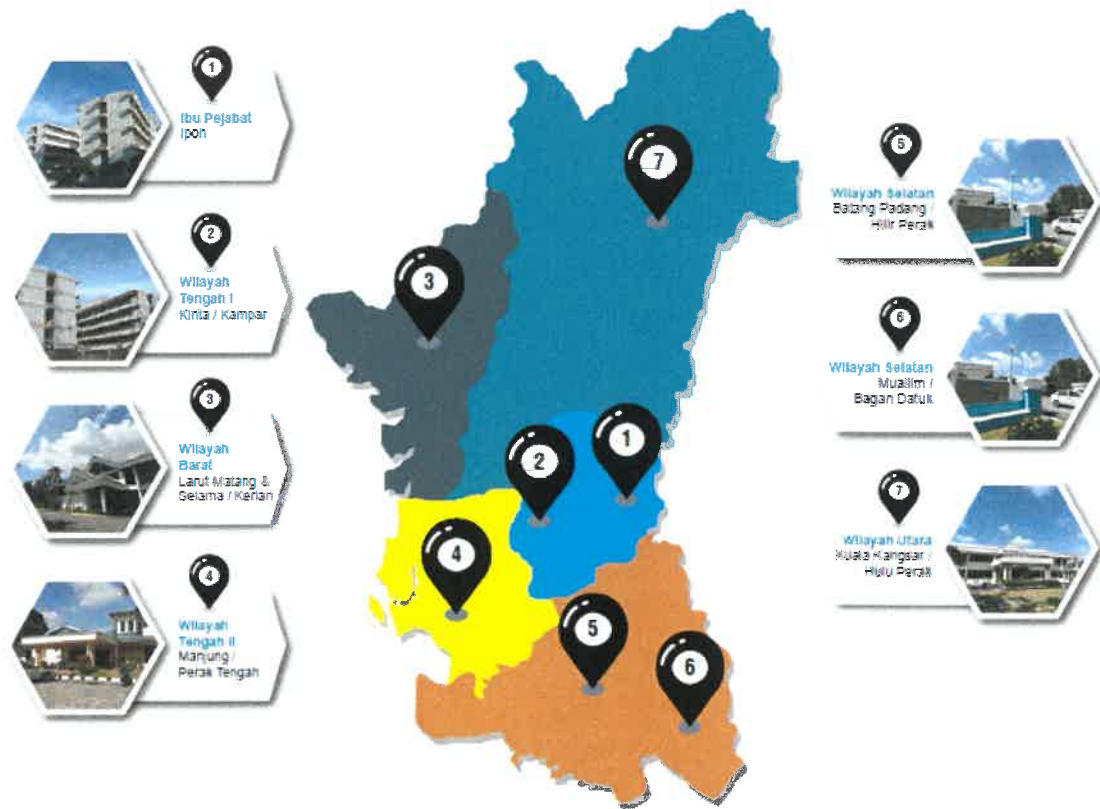 1
Ibu Pejabat
Ipoh
2
Wilayah
Tengah I
Kinta / Kampar
3
Wilayah
Barat
Larut Matang &
Selama / Kerian
4
Wilayah
Tengah II
Manjung /
Perak Tengah
7
3
1
2
4
5
6
5
Wilayah Selatan
Batang Padang /
Hilir Perak
6
Wilayah Selatan
Muallim /
Bagan Datuk
7
Wilayah Utara
Kuala Kangsar /
Hulu Perak